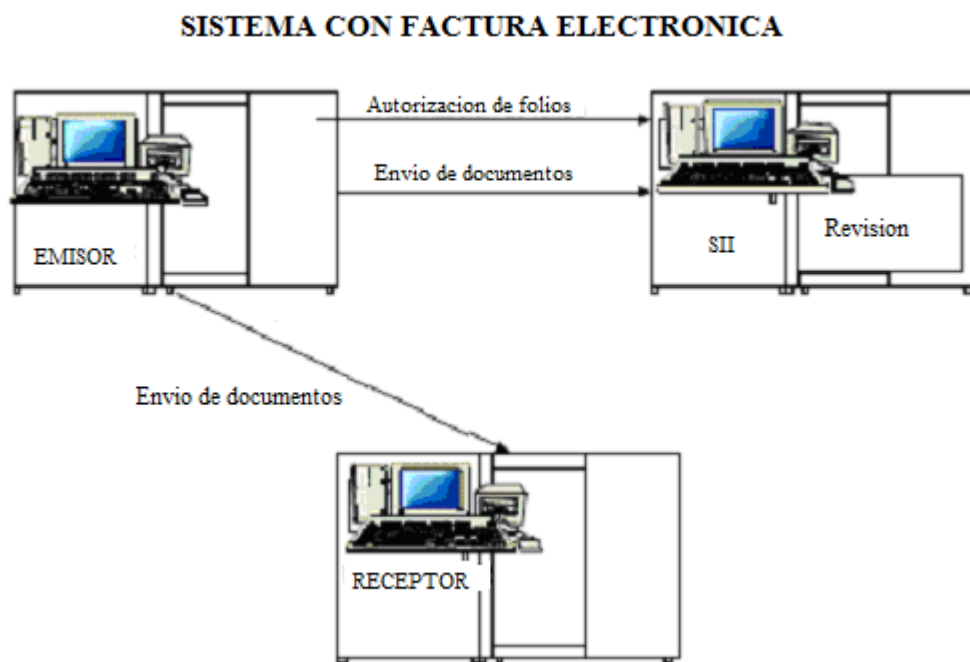 SISTEMA CON FACTURA ELECTRONICA
Autorizacion de folios
Envio de documentos
EMISOR
SII
Revision
Envio de documentos
RECEPTOR